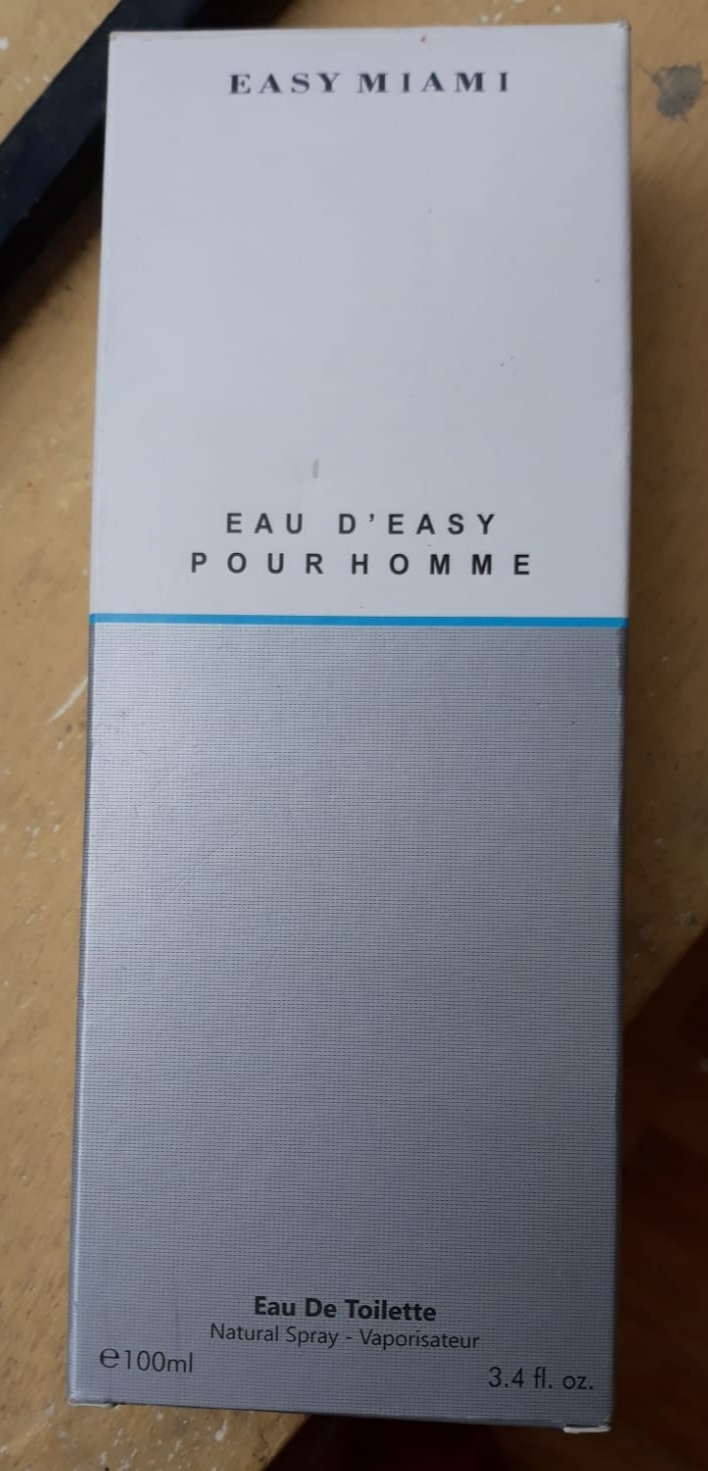 EASY MIAMI
EAU D'EASY
POUR HOMME
Eau De Toilette
Natural Spray - Vaporisateur
℮100ml
3.4 fl. oz.